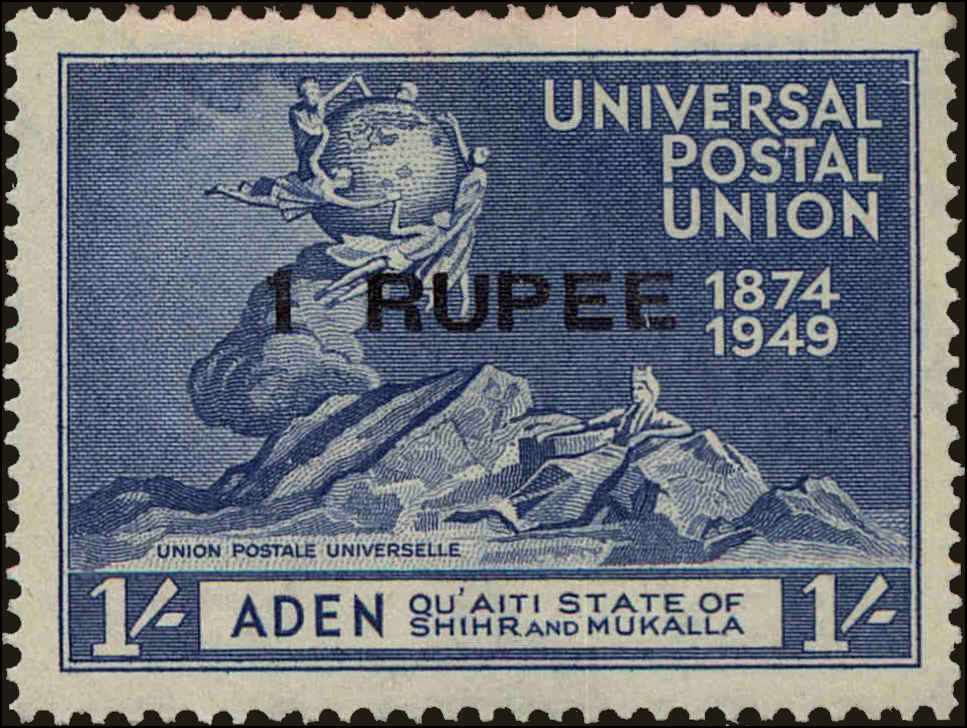 UNIVERSAL
POSTAL
UNION
1 RUPEE
1874
1949
UNION POSTALE UNIVERSELLE
1/-
ADEN
QU'AITI STATE OF
SHIHR AND MUKALLA
1/-